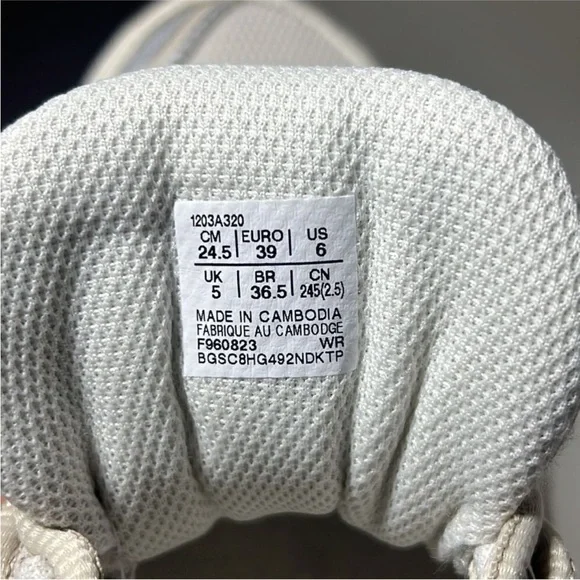 1203A320
CM | EURO | US
24.5 | 39 | 6
UK | BR | CN
5 | 36.5 | 245(2.5)
MADE IN CAMBODIA
FABRIQUE AU CAMBODGE
F960823 WR
BGSC8HG492NDKTP